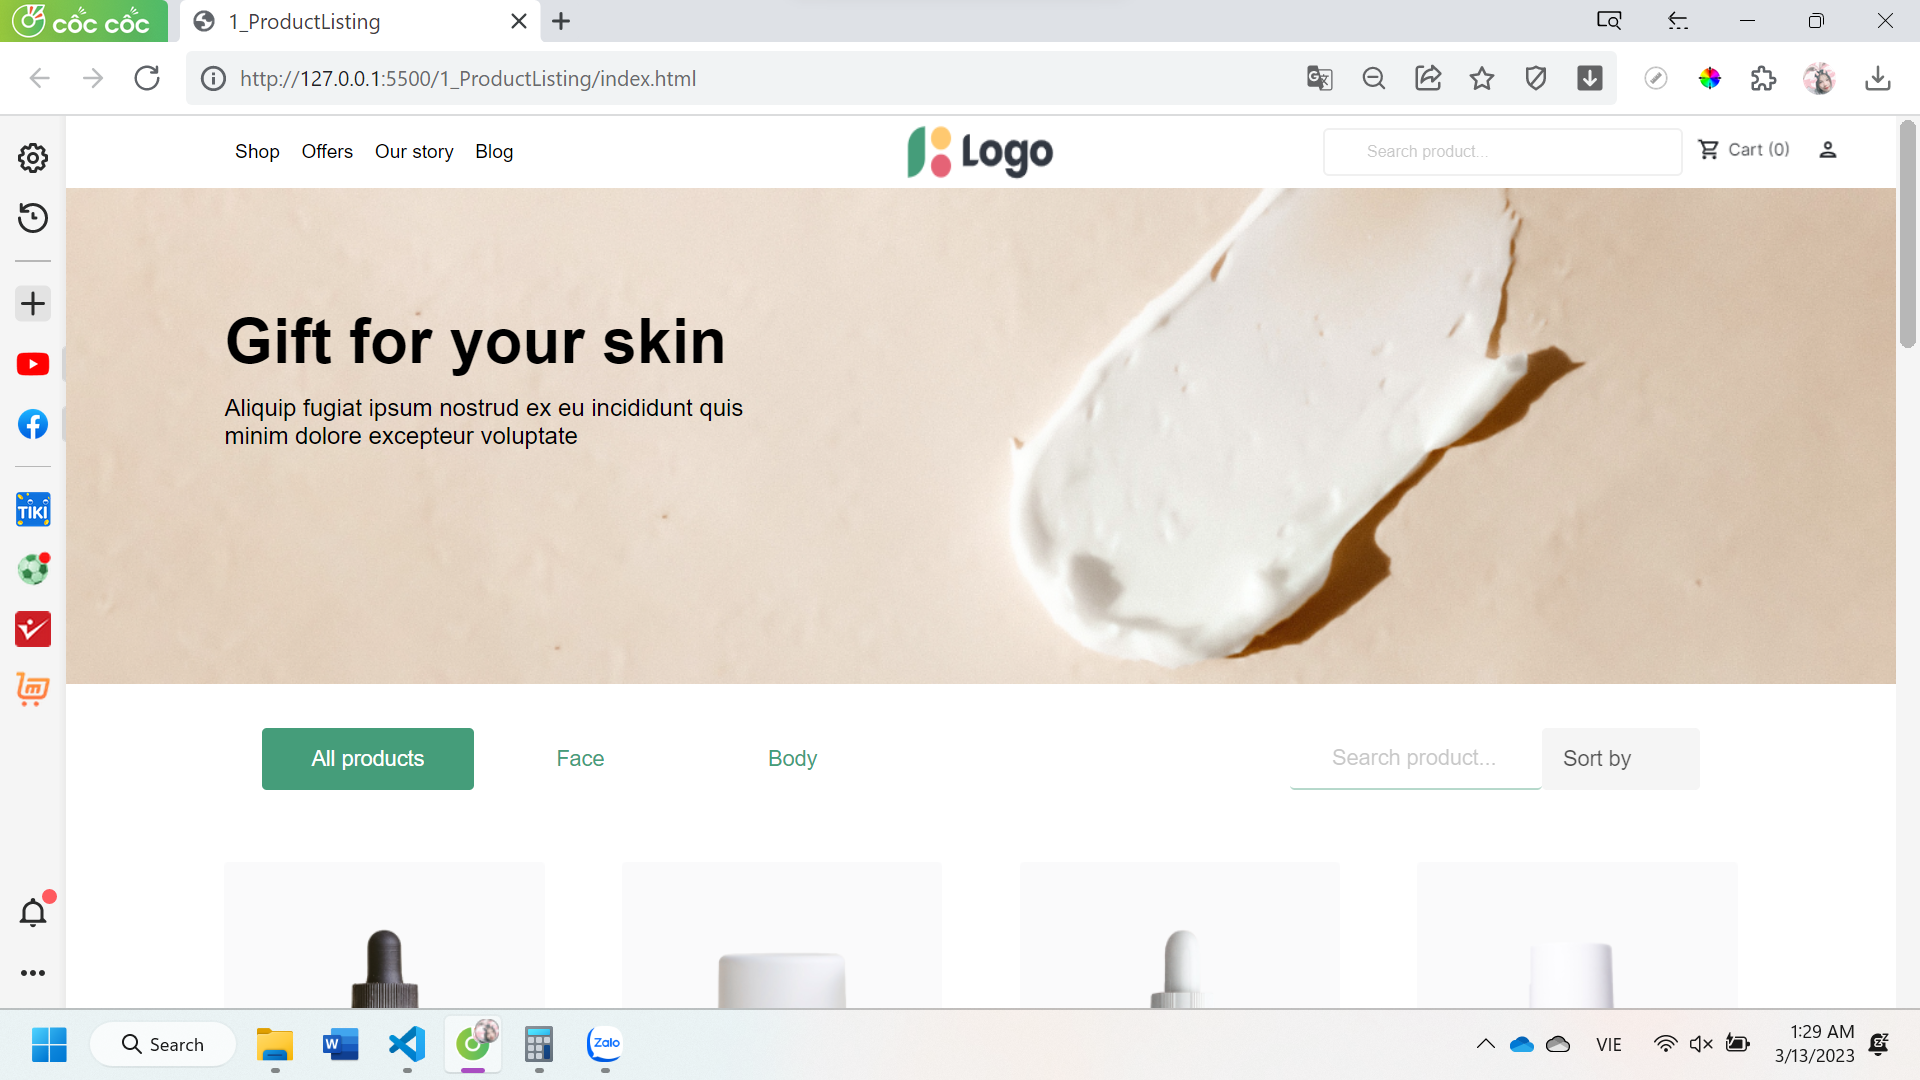 cốc cốc
1_ProductListing
http://127.0.0.1:5500/1_ProductListing/index.html
Shop Offers Our story Blog
Logo
Search product...
Cart (0)
Gift for your skin
Aliquip fugiat ipsum nostrud ex eu incididunt quis
minim dolore excepteur voluptate
TIKI
All products Face Body
Search product...
Sort by
Search
W
Zalo
VIE
1:29 AM
3/13/2023